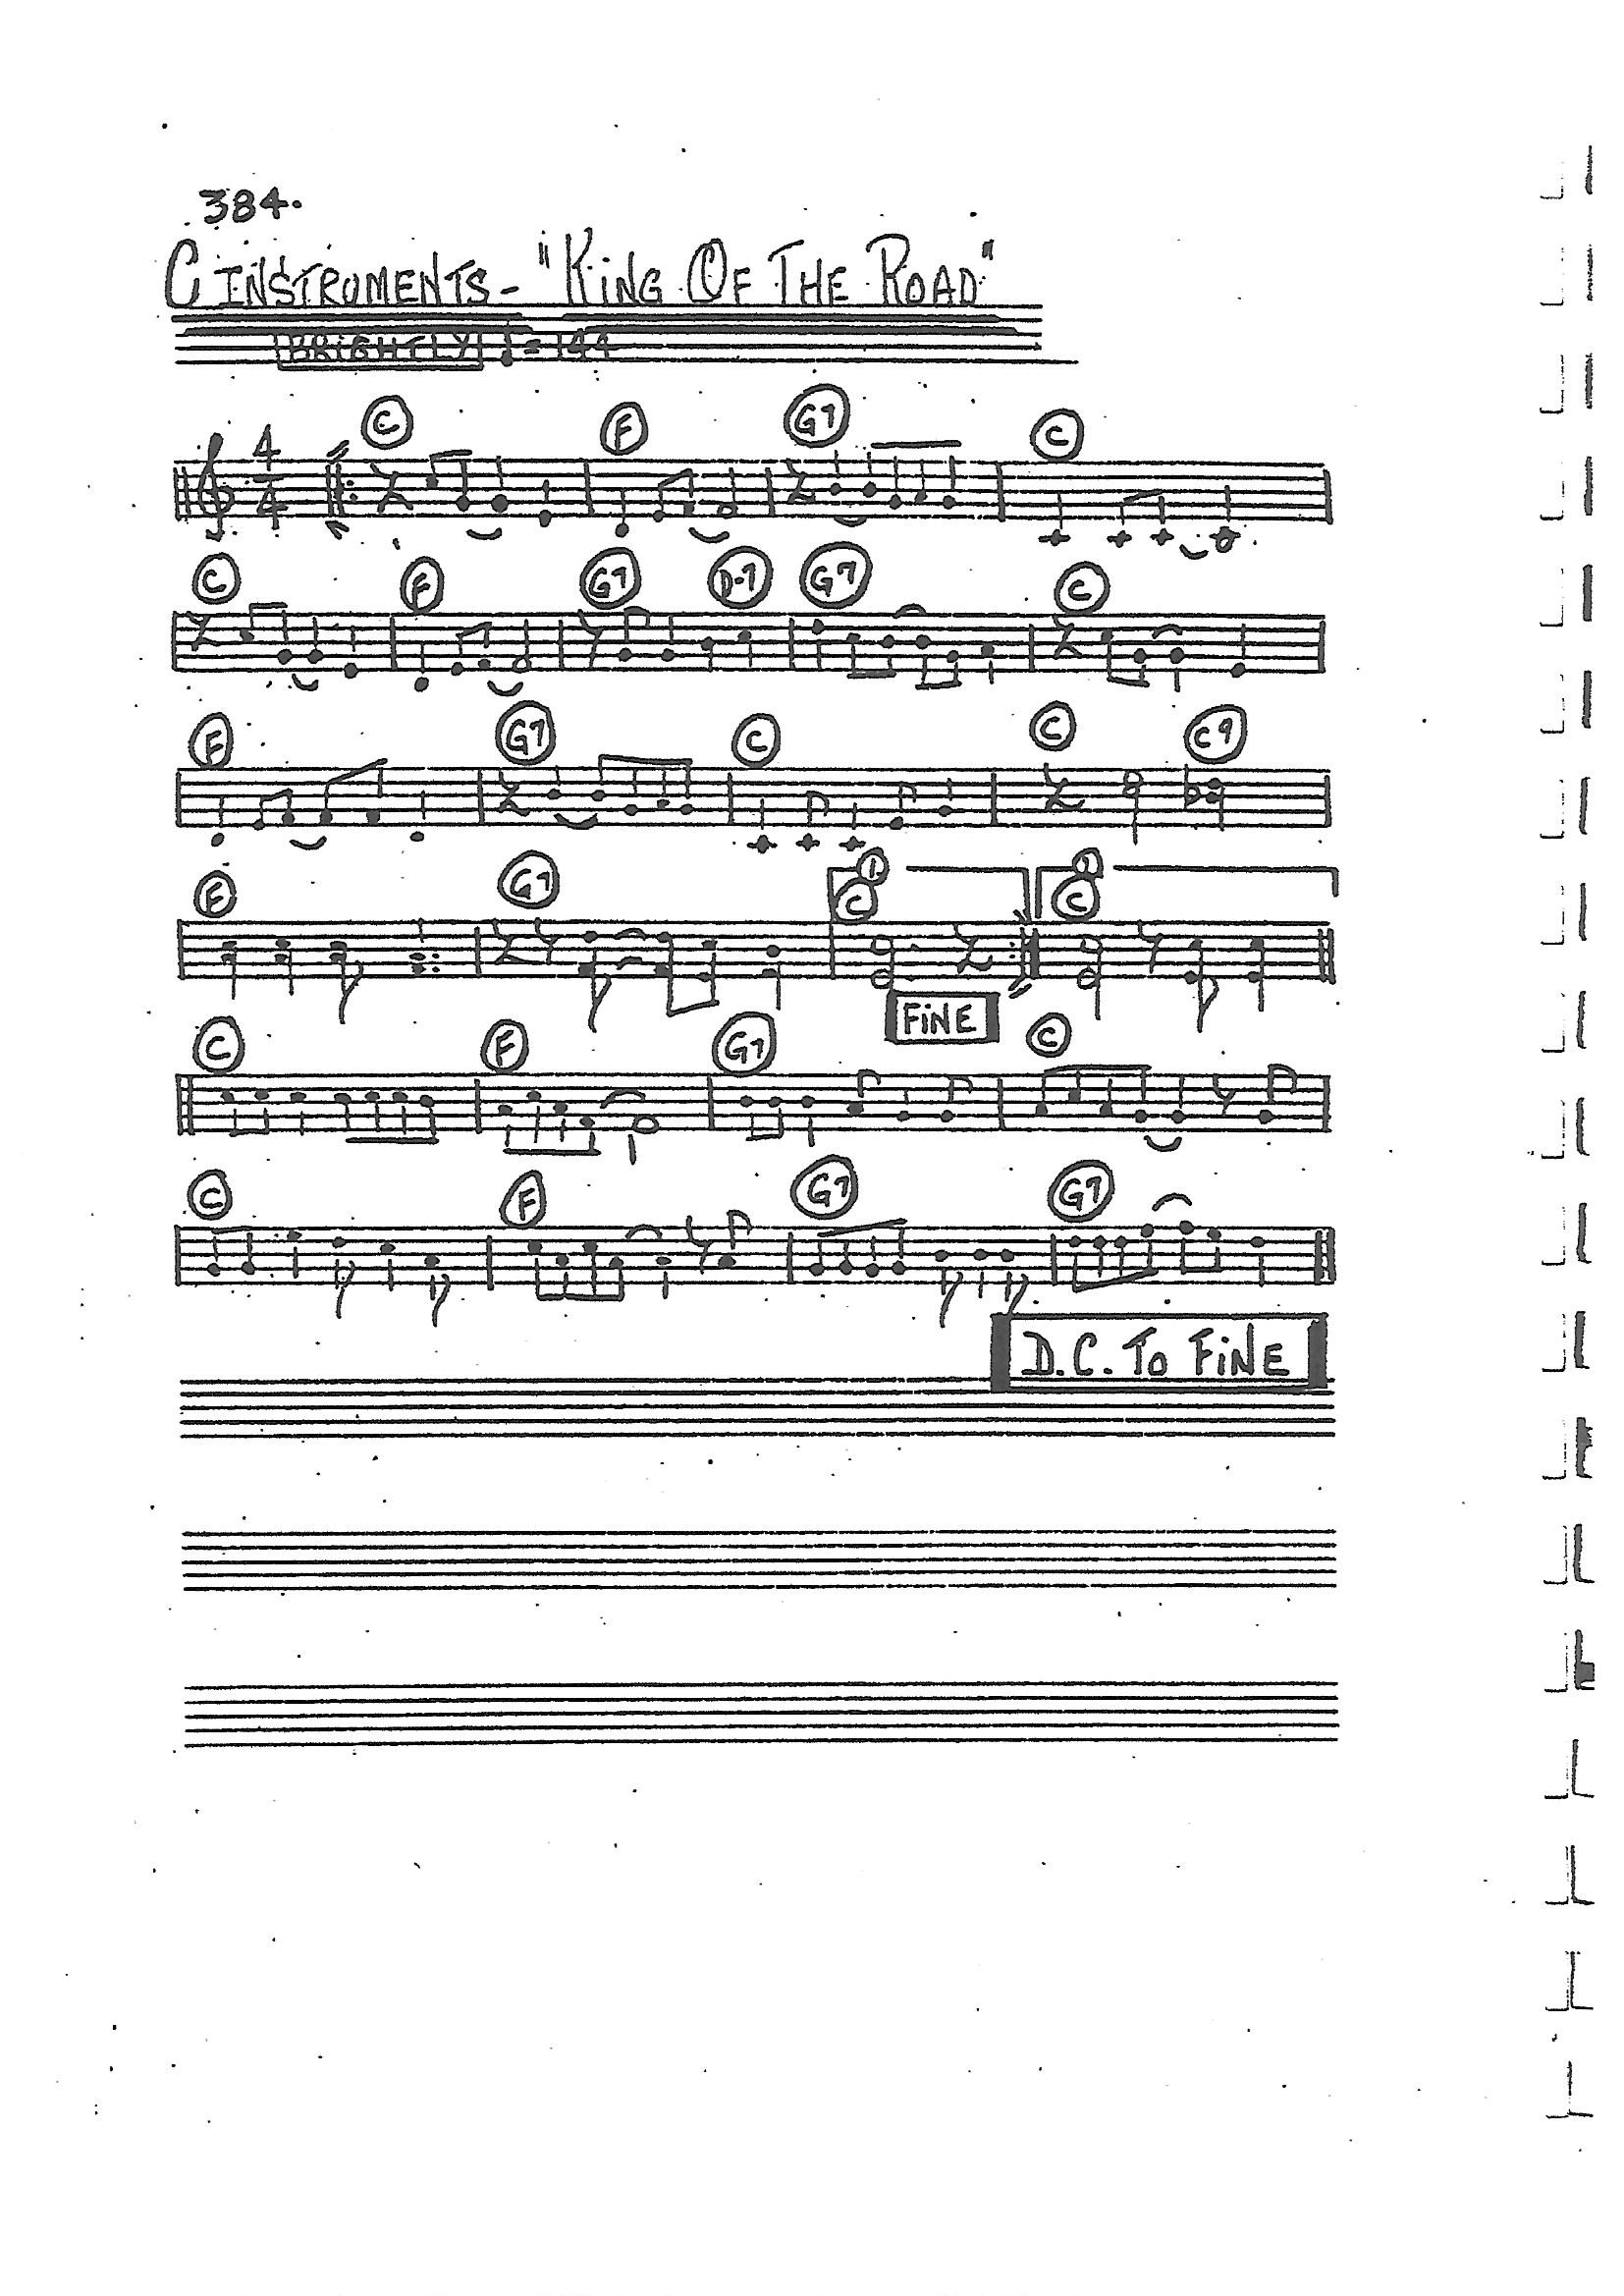 384.
C INSTRUMENTS - "KING OF THE ROAD"
BRIGHTLY ♩ = 144
C F G7 C
4
4
C F G7 D-7 G7 C
F G7 C C C9
1. 2.
F G7 C C
FINE
C F G7 C
C F G7 G7
D.C. TO FINE